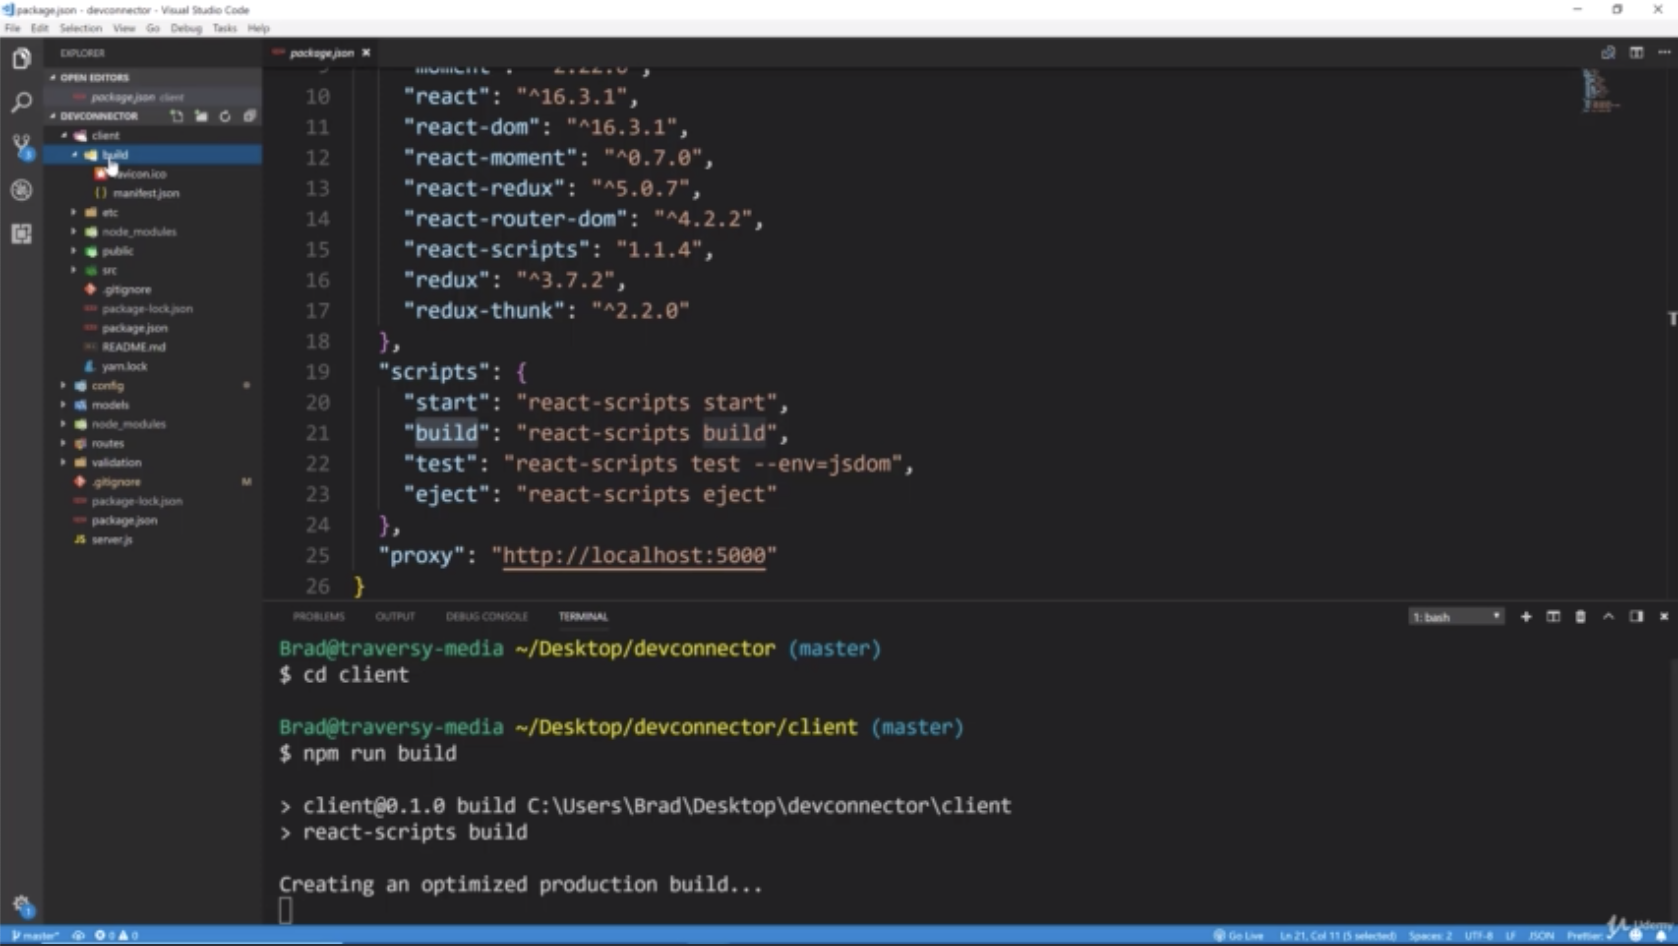 package.json - devconnector - Visual Studio Code
File Edit Selection View Go Debug Tasks Help
EXPLORER
OPEN EDITORS
package.json client
DEVCONNECTOR
client
build
favicon.ico
manifest.json
etc
node_modules
public
src
.gitignore
package-lock.json
package.json
README.md
yarn.lock
config
models
node_modules
routes
validation
.gitignore M
package-lock.json
package.json
JS server.js
package.json
10 "react": "^16.3.1",
11 "react-dom": "^16.3.1",
12 "react-moment": "^0.7.0",
13 "react-redux": "^5.0.7",
14 "react-router-dom": "^4.2.2",
15 "react-scripts": "1.1.4",
16 "redux": "^3.7.2",
17 "redux-thunk": "^2.2.0"
18 },
19 "scripts": {
20 "start": "react-scripts start",
21 "build": "react-scripts build",
22 "test": "react-scripts test --env=jsdom",
23 "eject": "react-scripts eject"
24 },
25 "proxy": "http://localhost:5000"
26 }
PROBLEMS OUTPUT DEBUG CONSOLE TERMINAL 1: bash
Brad@traversy-media ~/Desktop/devconnector (master)
$ cd client
Brad@traversy-media ~/Desktop/devconnector/client (master)
$ npm run build
> client@0.1.0 build C:\Users\Brad\Desktop\devconnector\client
> react-scripts build
Creating an optimized production build...
master* 0 0 Go Live Ln 21, Col 11 (5 selected) Spaces: 2 UTF-8 LF JSON Prettier
Udemy